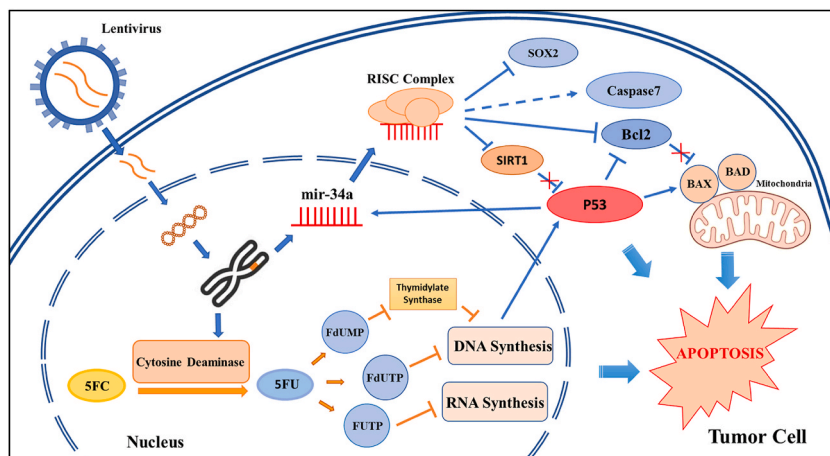 Lentivirus
SOX2
RISC Complex
Caspase7
Bcl2
SIRT1
mir-34a
P53
BAX
BAD
Mitochondria
Thymidylate
Synthase
FdUMP
DNA Synthesis
APOPTOSIS
Cytosine Deaminase
5FC
5FU
FdUTP
RNA Synthesis
FUTP
Nucleus
Tumor Cell